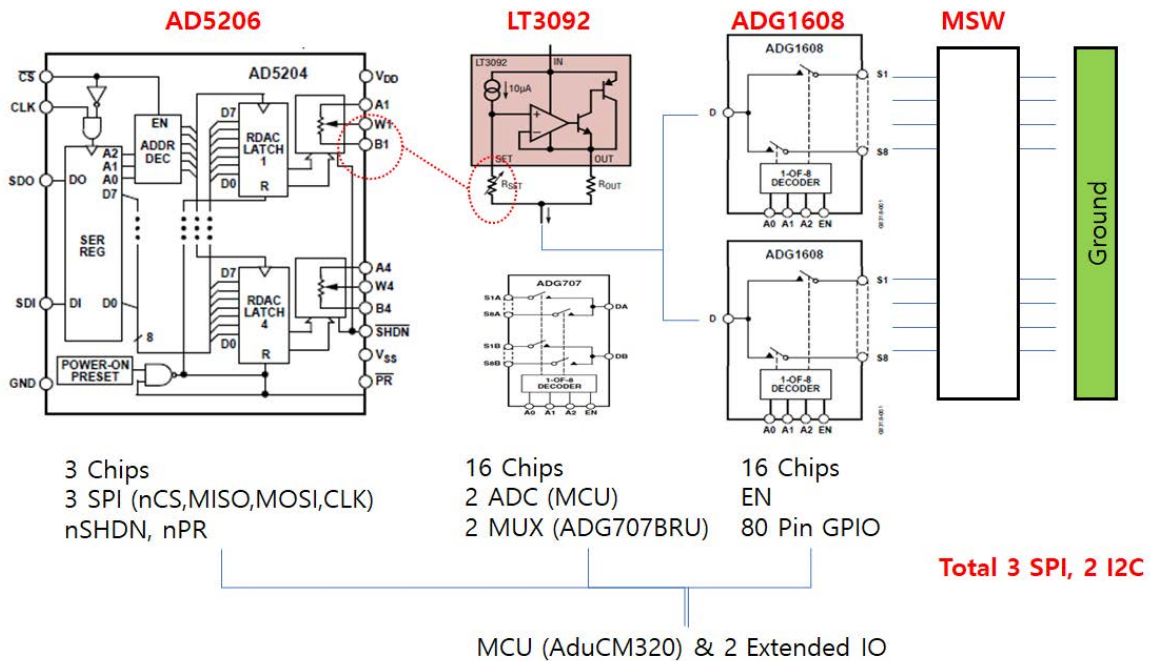 AD5206
LT3092
ADG1608
MSW
AD5204
CS
CLK
EN
ADDR
DEC
A2
A1
A0
D7
SDO
DO
SER
REG
SDI
DI
D0
8
GND
POWER-ON
PRESET
D7
D0
RDAC
LATCH
1
R
D7
D0
RDAC
LATCH
4
R
VDD
A1
W1
B1
A4
W4
B4
SHDN
VSS
PR
LT3092
IN
10µA
+
–
SET
OUT
RSET
ROUT
ADG707
S1A
S8A
DA
S1B
S8B
DB
1-OF-8
DECODER
A0 A1 A2 EN
ADG1608
S1
D
S8
1-OF-8
DECODER
A0 A1 A2 EN
ADG1608
S1
D
S8
1-OF-8
DECODER
A0 A1 A2 EN
Ground
3 Chips
3 SPI (nCS,MISO,MOSI,CLK)
nSHDN, nPR
16 Chips
2 ADC (MCU)
2 MUX (ADG707BRU)
16 Chips
EN
80 Pin GPIO
Total 3 SPI, 2 I2C
MCU (AduCM320) & 2 Extended IO